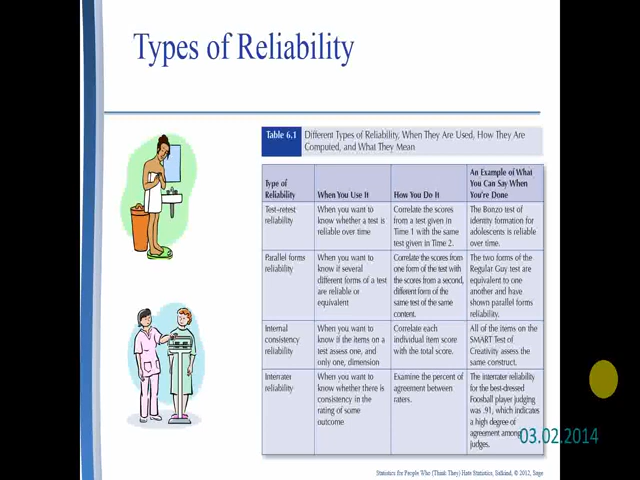 Types of Reliability
Table 6.1
Different Types of Reliability, When They Are Used, How They Are
Computed, and What They Mean
Type of
Reliability
When You Use It
How You Do It
An Example of What
You Can Say When
You're Done
Test–retest
reliability
When you want to
know whether a test is
reliable over time
Correlate the scores
from a test given in
Time 1 with the same
test given in Time 2.
The Bonzo test of
identity formation for
adolescents is reliable
over time.
Parallel forms
reliability
When you want to
know if several
different forms of a test
are reliable or
equivalent
Correlate the scores from
one form of the test with
the scores from a second,
different form of the
same test of the same
content.
The two forms of the
Regular Guy test are
equivalent to one
another and have
shown parallel forms
reliability.
Internal
consistency
reliability
When you want to
know if the items on a
test assess one, and
only one, dimension
Correlate each
individual item score
with the total score.
All of the items on the
SMART Test of
Creativity assess the
same construct.
Interrater
reliability
When you want to
know whether there is
consistency in the
rating of some
outcome
Examine the percent of
agreement between
raters.
The interrater reliability
for the best-dressed
Foosball player judging
was .91, which indicates
a high degree of
agreement among
judges.
03.02.2014
Statistics for People Who (Think They) Hate Statistics, Salkind, © 2012, Sage